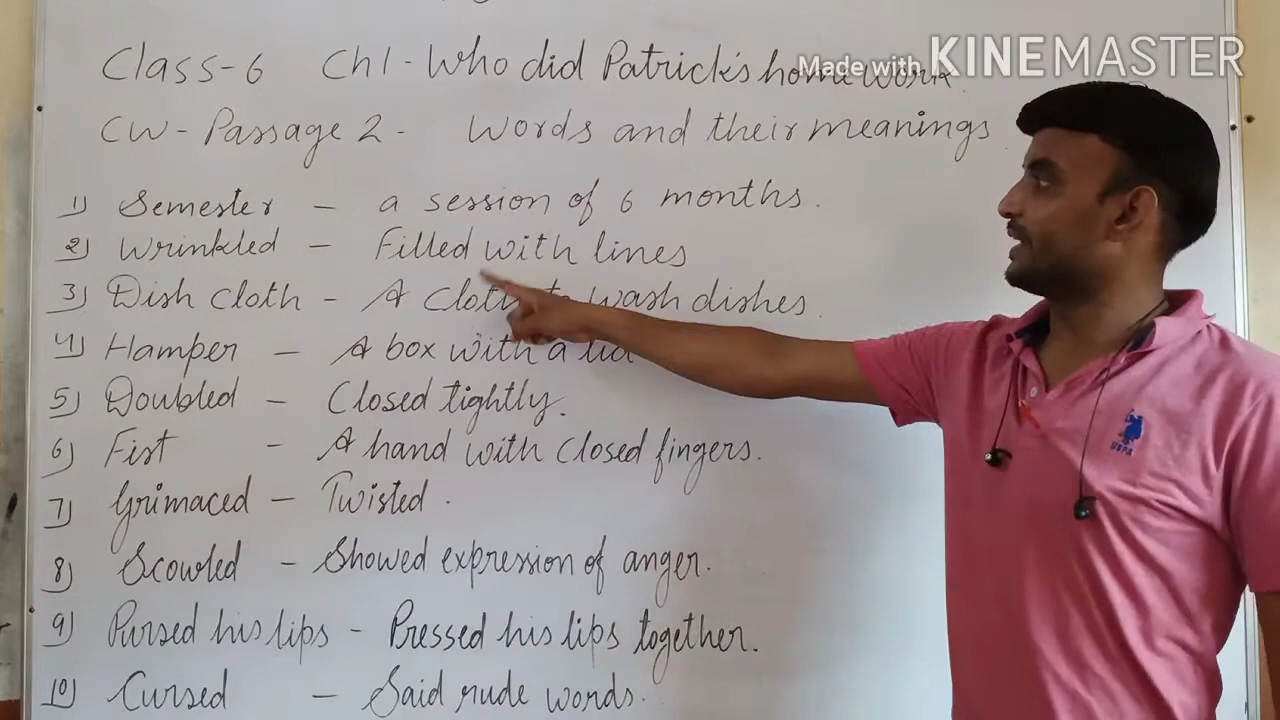 Class-6 Ch1 - Who did Patrick's homework.
Made with KINEMASTER
CW - Passage 2 - Words and their meanings
1) Semester - a session of 6 months.
2) Wrinkled - Filled with lines
3) Dish cloth - A cloth to wash dishes.
4) Hamper - A box with a lid
5) Doubled - Closed tightly.
6) Fist - A hand with closed fingers.
7) Grimaced - Twisted.
8) Scowled - Showed expression of anger.
9) Pursed his lips - Pressed his lips together.
10) Cursed - Said rude words.
USPA